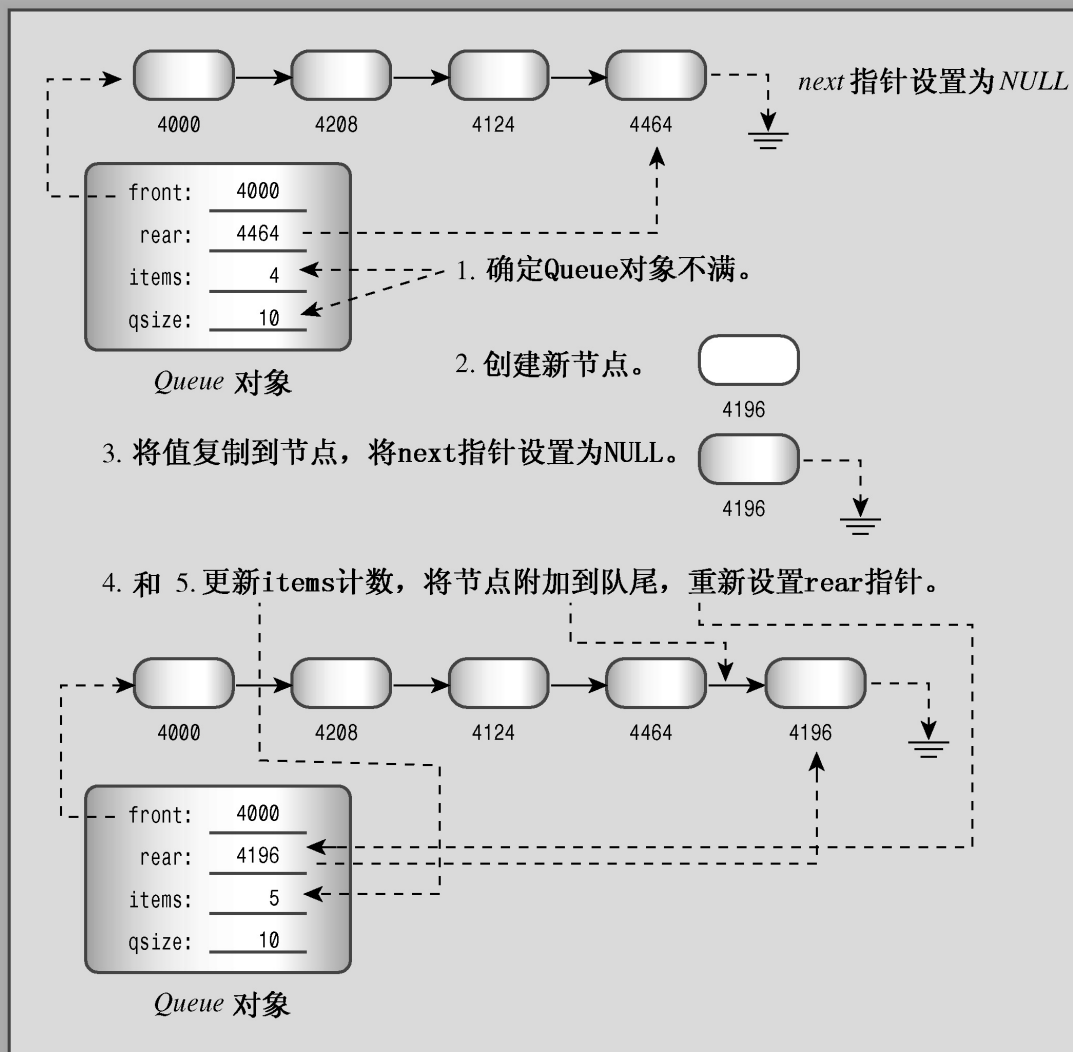 next 指针设置为 NULL
4000 4208 4124 4464
front: 4000
rear: 4464
items: 4
qsize: 10
Queue 对象
1. 确定Queue对象不满。
2. 创建新节点。
4196
3. 将值复制到节点，将next指针设置为NULL。
4196
4. 和 5. 更新items计数，将节点附加到队尾，重新设置rear指针。
4000 4208 4124 4464 4196
front: 4000
rear: 4196
items: 5
qsize: 10
Queue 对象